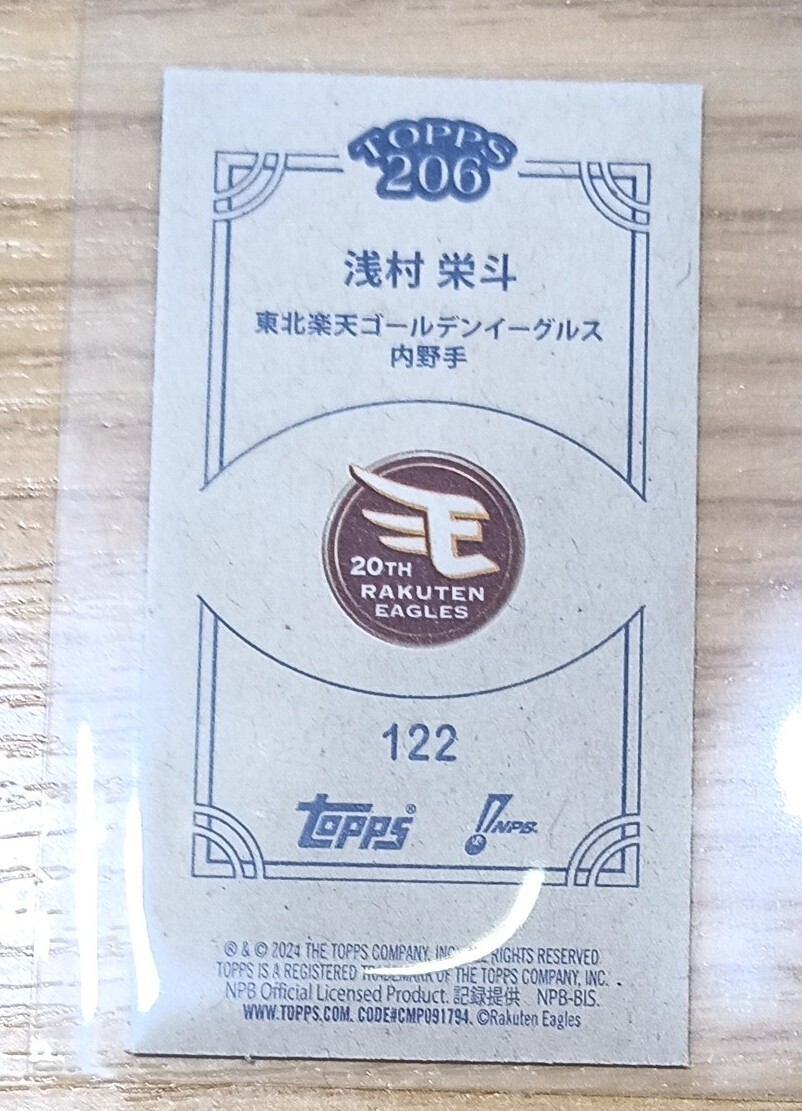 TOPPS
206
浅村 栄斗
東北楽天ゴールデンイーグルス
内野手
20TH
RAKUTEN
EAGLES
122
topps®
NPB
® & © 2024 THE TOPPS COMPANY, INC. ALL RIGHTS RESERVED.
TOPPS IS A REGISTERED TRADEMARK OF THE TOPPS COMPANY, INC.
NPB Official Licensed Product. 記録提供 NPB-BIS.
WWW.TOPPS.COM. CODE#CMP091794. ©Rakuten Eagles